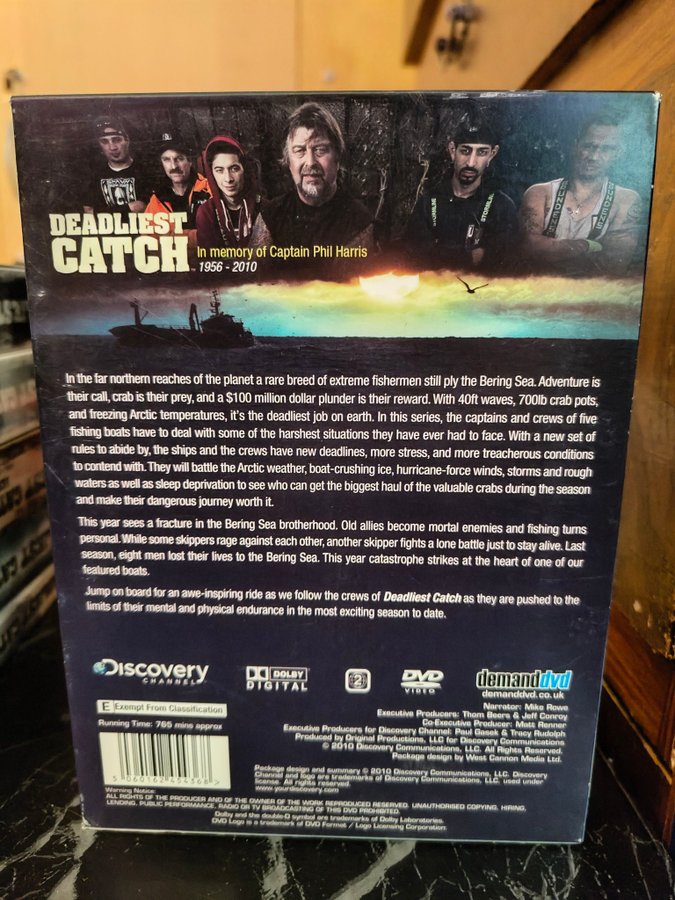 DEADLIEST
CATCH
In memory of Captain Phil Harris
1956 - 2010
In the far northern reaches of the planet a rare breed of extreme fishermen still ply the Bering Sea. Adventure is
their call, crab is their prey, and a $100 million dollar plunder is their reward. With 40ft waves, 700lb crab pots,
and freezing Arctic temperatures, it's the deadliest job on earth. In this series, the captains and crews of five
fishing boats have to deal with some of the harshest situations they have ever had to face. With a new set of
rules to abide by, the ships and the crews have new deadlines, more stress, and more treacherous conditions
to contend with. They will battle the Arctic weather, boat-crushing ice, hurricane-force winds, storms and rough
waters as well as sleep deprivation to see who can get the biggest haul of the valuable crabs during the season
and make their dangerous journey worth it.
This year sees a fracture in the Bering Sea brotherhood. Old allies become mortal enemies and fishing turns
personal. While some skippers rage against each other, another skipper fights a lone battle just to stay alive. Last
season, eight men lost their lives to the Bering Sea. This year catastrophe strikes at the heart of one of our
featured boats.
Jump on board for an awe-inspiring ride as we follow the crews of Deadliest Catch as they are pushed to the
limits of their mental and physical endurance in the most exciting season to date.
Discovery
CHANNEL
DOLBY
DIGITAL
2
DVD
VIDEO
demanddvd
demanddvd.co.uk
E Exempt From Classification
Running Time: 765 mins approx
Narrator: Mike Rowe
Executive Producers: Thom Beers & Jeff Conroy
Co-Executive Producer: Matt Renner
Executive Producers for Discovery Channel: Paul Gasek & Tracy Rudolph
Produced by Original Productions, LLC for Discovery Communications
© 2010 Discovery Communications, LLC. All Rights Reserved.
Package design by West Cannon Media Ltd.
Package design and summary © 2010 Discovery Communications, LLC. Discovery
Channel and logo are trademarks of Discovery Communications, LLC, used under
license. All rights reserved.
www.yourdiscovery.com
5 060162 454368 >
Warning Notice:
ALL RIGHTS OF THE PRODUCER AND OF THE OWNER OF THE WORK REPRODUCED RESERVED. UNAUTHORISED COPYING, HIRING,
LENDING, PUBLIC PERFORMANCE, RADIO OR TV BROADCASTING OF THIS DVD PROHIBITED.
Dolby and the double-D symbol are trademarks of Dolby Laboratories.
DVD Logo is a trademark of DVD Format / Logo Licensing Corporation.